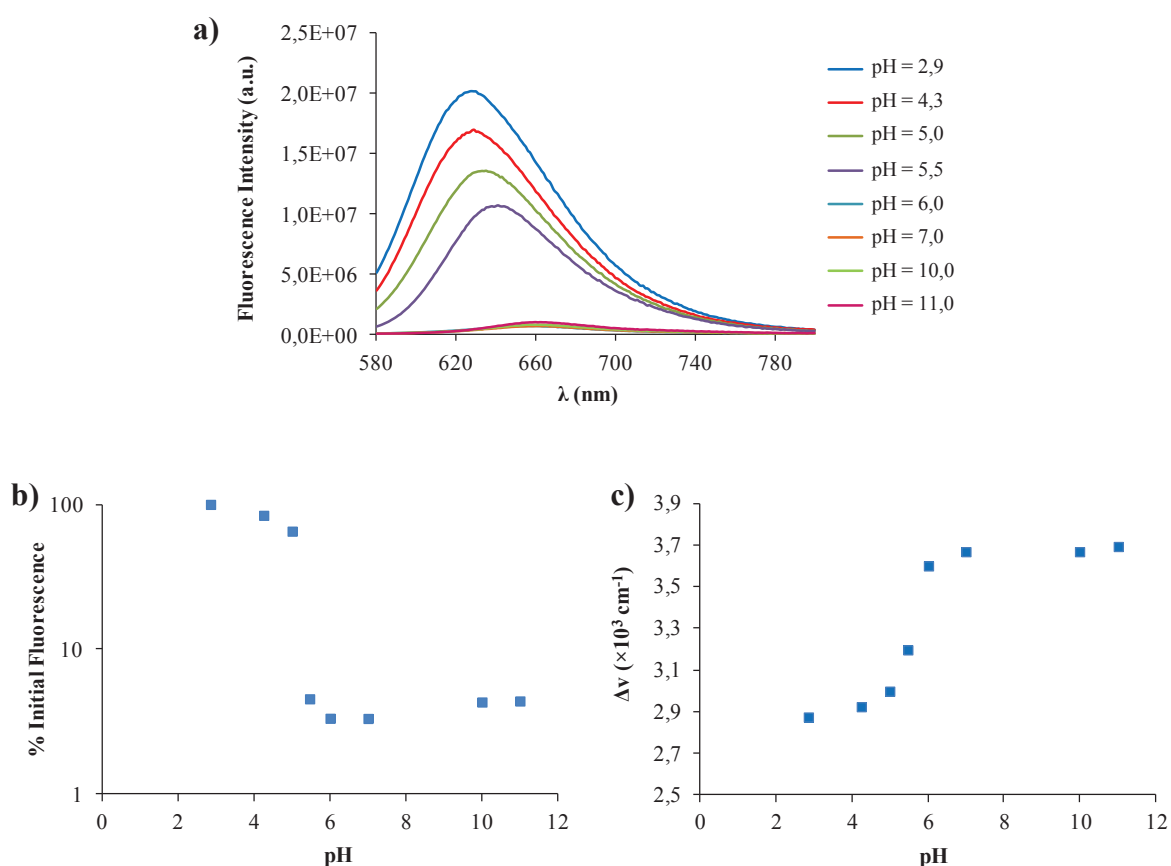 a)
Fluorescence Intensity (a.u.)
2,5E+07
2,0E+07
1,5E+07
1,0E+07
5,0E+06
0,0E+00
580 620 660 700 740 780
λ (nm)
pH = 2,9
pH = 4,3
pH = 5,0
pH = 5,5
pH = 6,0
pH = 7,0
pH = 10,0
pH = 11,0
b)
% Initial Fluorescence
100
10
1
0 2 4 6 8 10 12
pH
c)
Δν (×10³ cm⁻¹)
3,9
3,7
3,5
3,3
3,1
2,9
2,7
2,5
0 2 4 6 8 10 12
pH